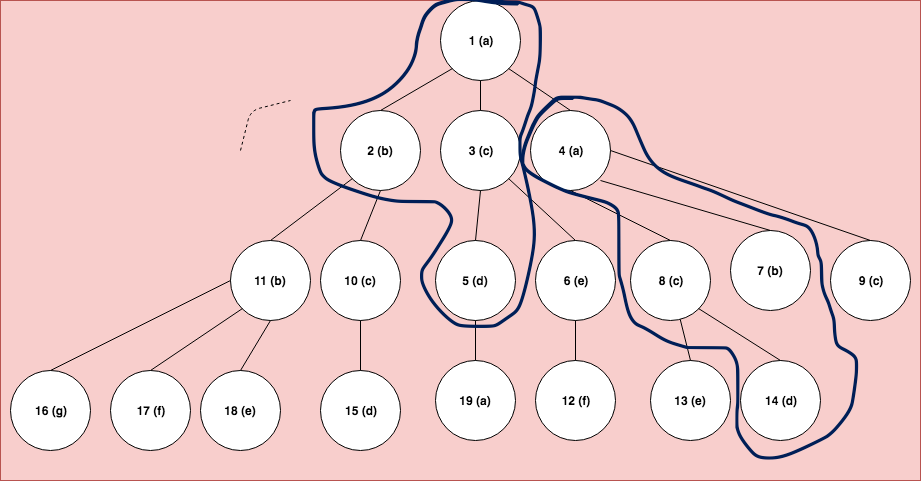 1 (a)
2 (b)
3 (c)
4 (a)
11 (b)
10 (c)
5 (d)
6 (e)
8 (c)
7 (b)
9 (c)
16 (g)
17 (f)
18 (e)
15 (d)
19 (a)
12 (f)
13 (e)
14 (d)